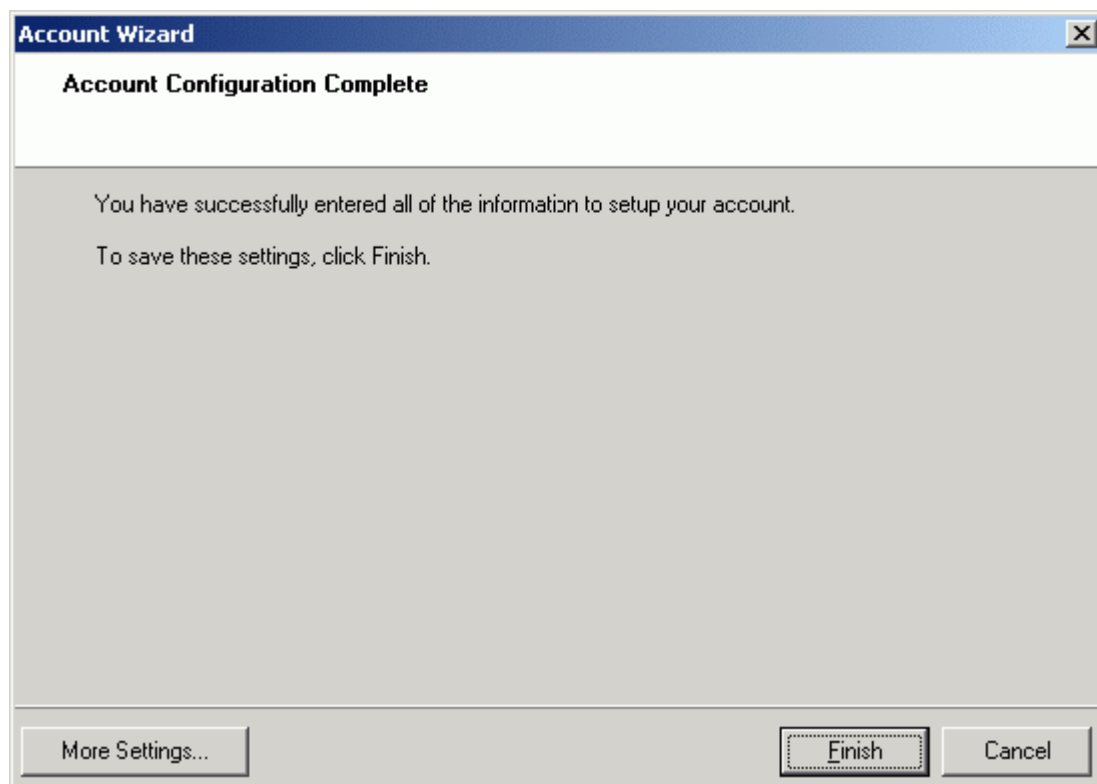 Account Wizard
Account Configuration Complete
You have successfully entered all of the information to setup your account.
To save these settings, click Finish.
More Settings...
Finish
Cancel